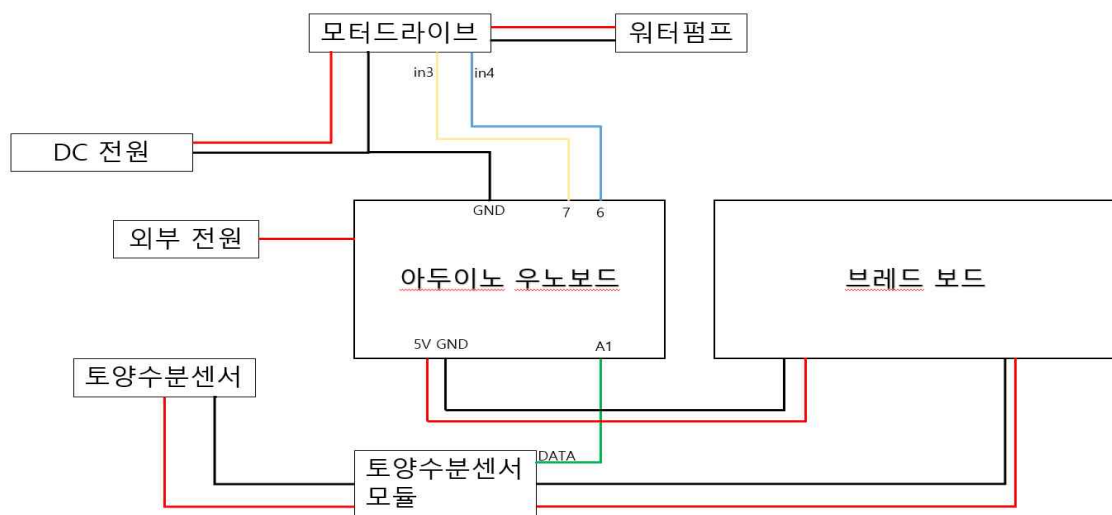 모터드라이브
워터펌프
in3
in4
DC 전원
GND
7
6
외부 전원
아두이노 우노보드
브레드 보드
5V
GND
A1
토양수분센서
DATA
토양수분센서
모듈